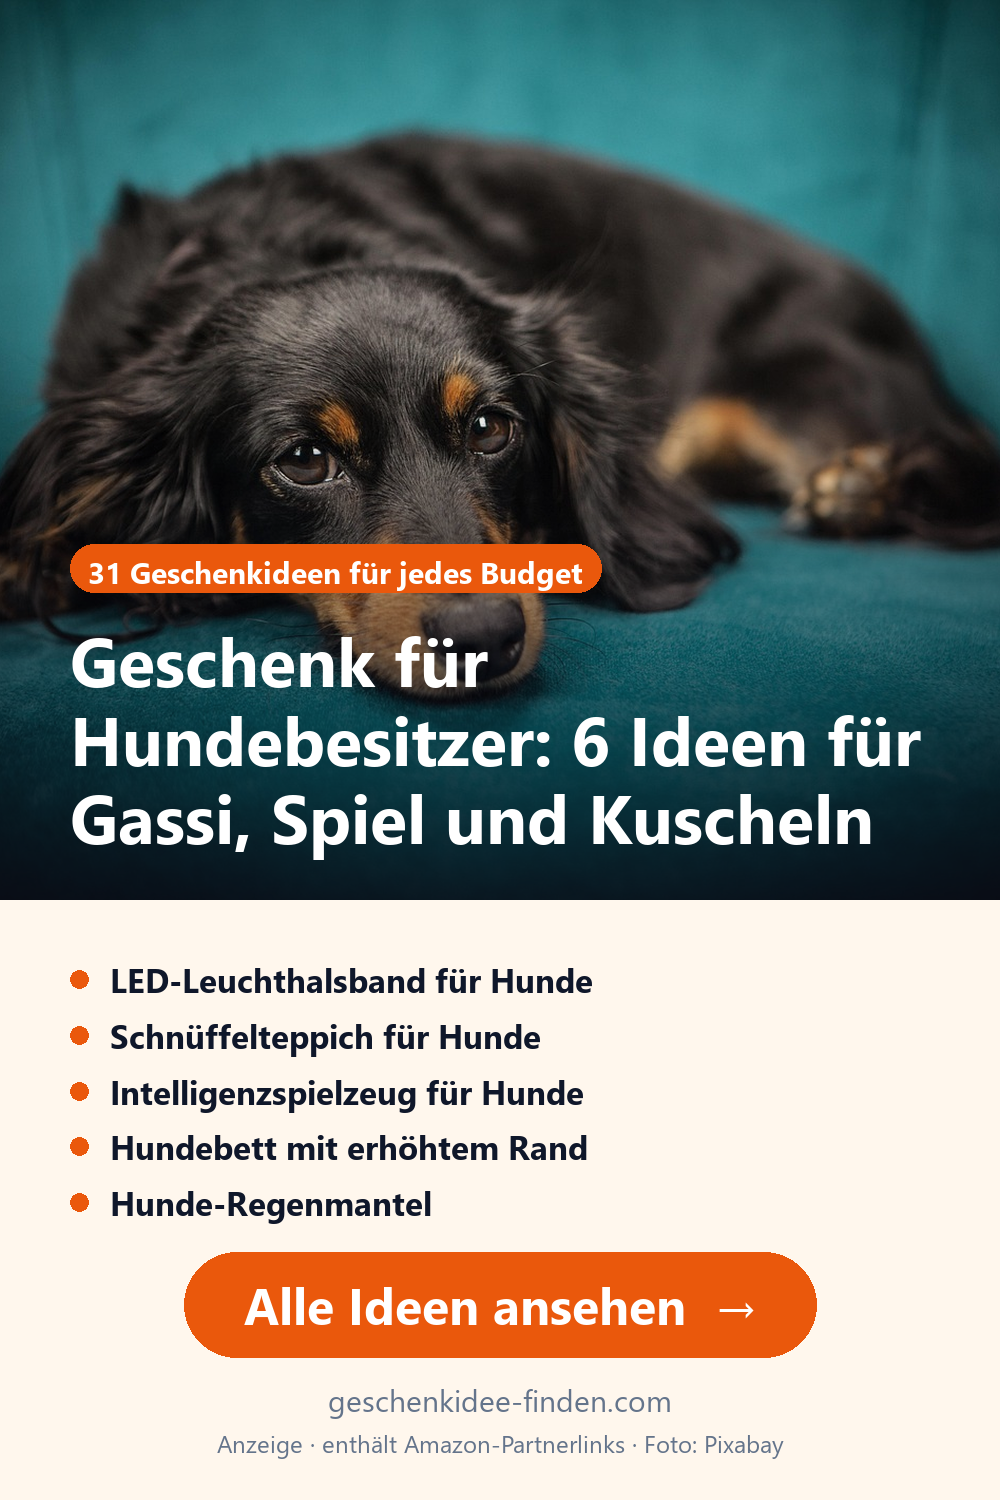 31 Geschenkideen für jedes Budget
Geschenk für
Hundebesitzer: 6 Ideen für
Gassi, Spiel und Kuscheln
LED-Leuchthalsband für Hunde
Schnüffelteppich für Hunde
Intelligenzspielzeug für Hunde
Hundebett mit erhöhtem Rand
Hunde-Regenmantel
Alle Ideen ansehen →
geschenkidee-finden.com
Anzeige · enthält Amazon-Partnerlinks · Foto: Pixabay